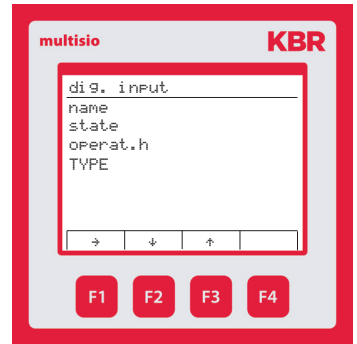 multisio KBR
dig. input
name
state
operat.h
TYPE
→ ↓ ↑
F1 F2 F3 F4